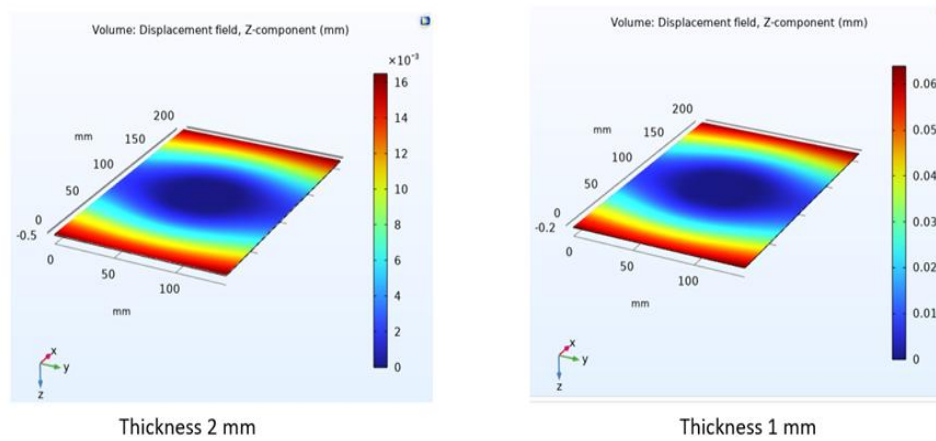 Volume: Displacement field, Z-component (mm)
×10⁻³
16
14
12
10
8
6
4
2
0
200
mm
150
100
50
0
-0.5
0
50
100
mm
x
y
z
Thickness 2 mm
Volume: Displacement field, Z-component (mm)
0.06
0.05
0.04
0.03
0.02
0.01
0
200
mm
150
100
50
0
-0.2
0
50
100
mm
x
y
z
Thickness 1 mm